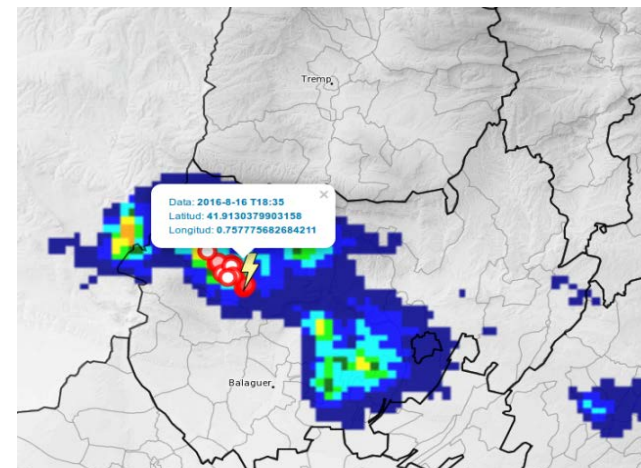 Tremp
×
Data: 2016-8-16 T18:35
Latitud: 41.9130379903158
Longitud: 0.757775682684211
Balaguer